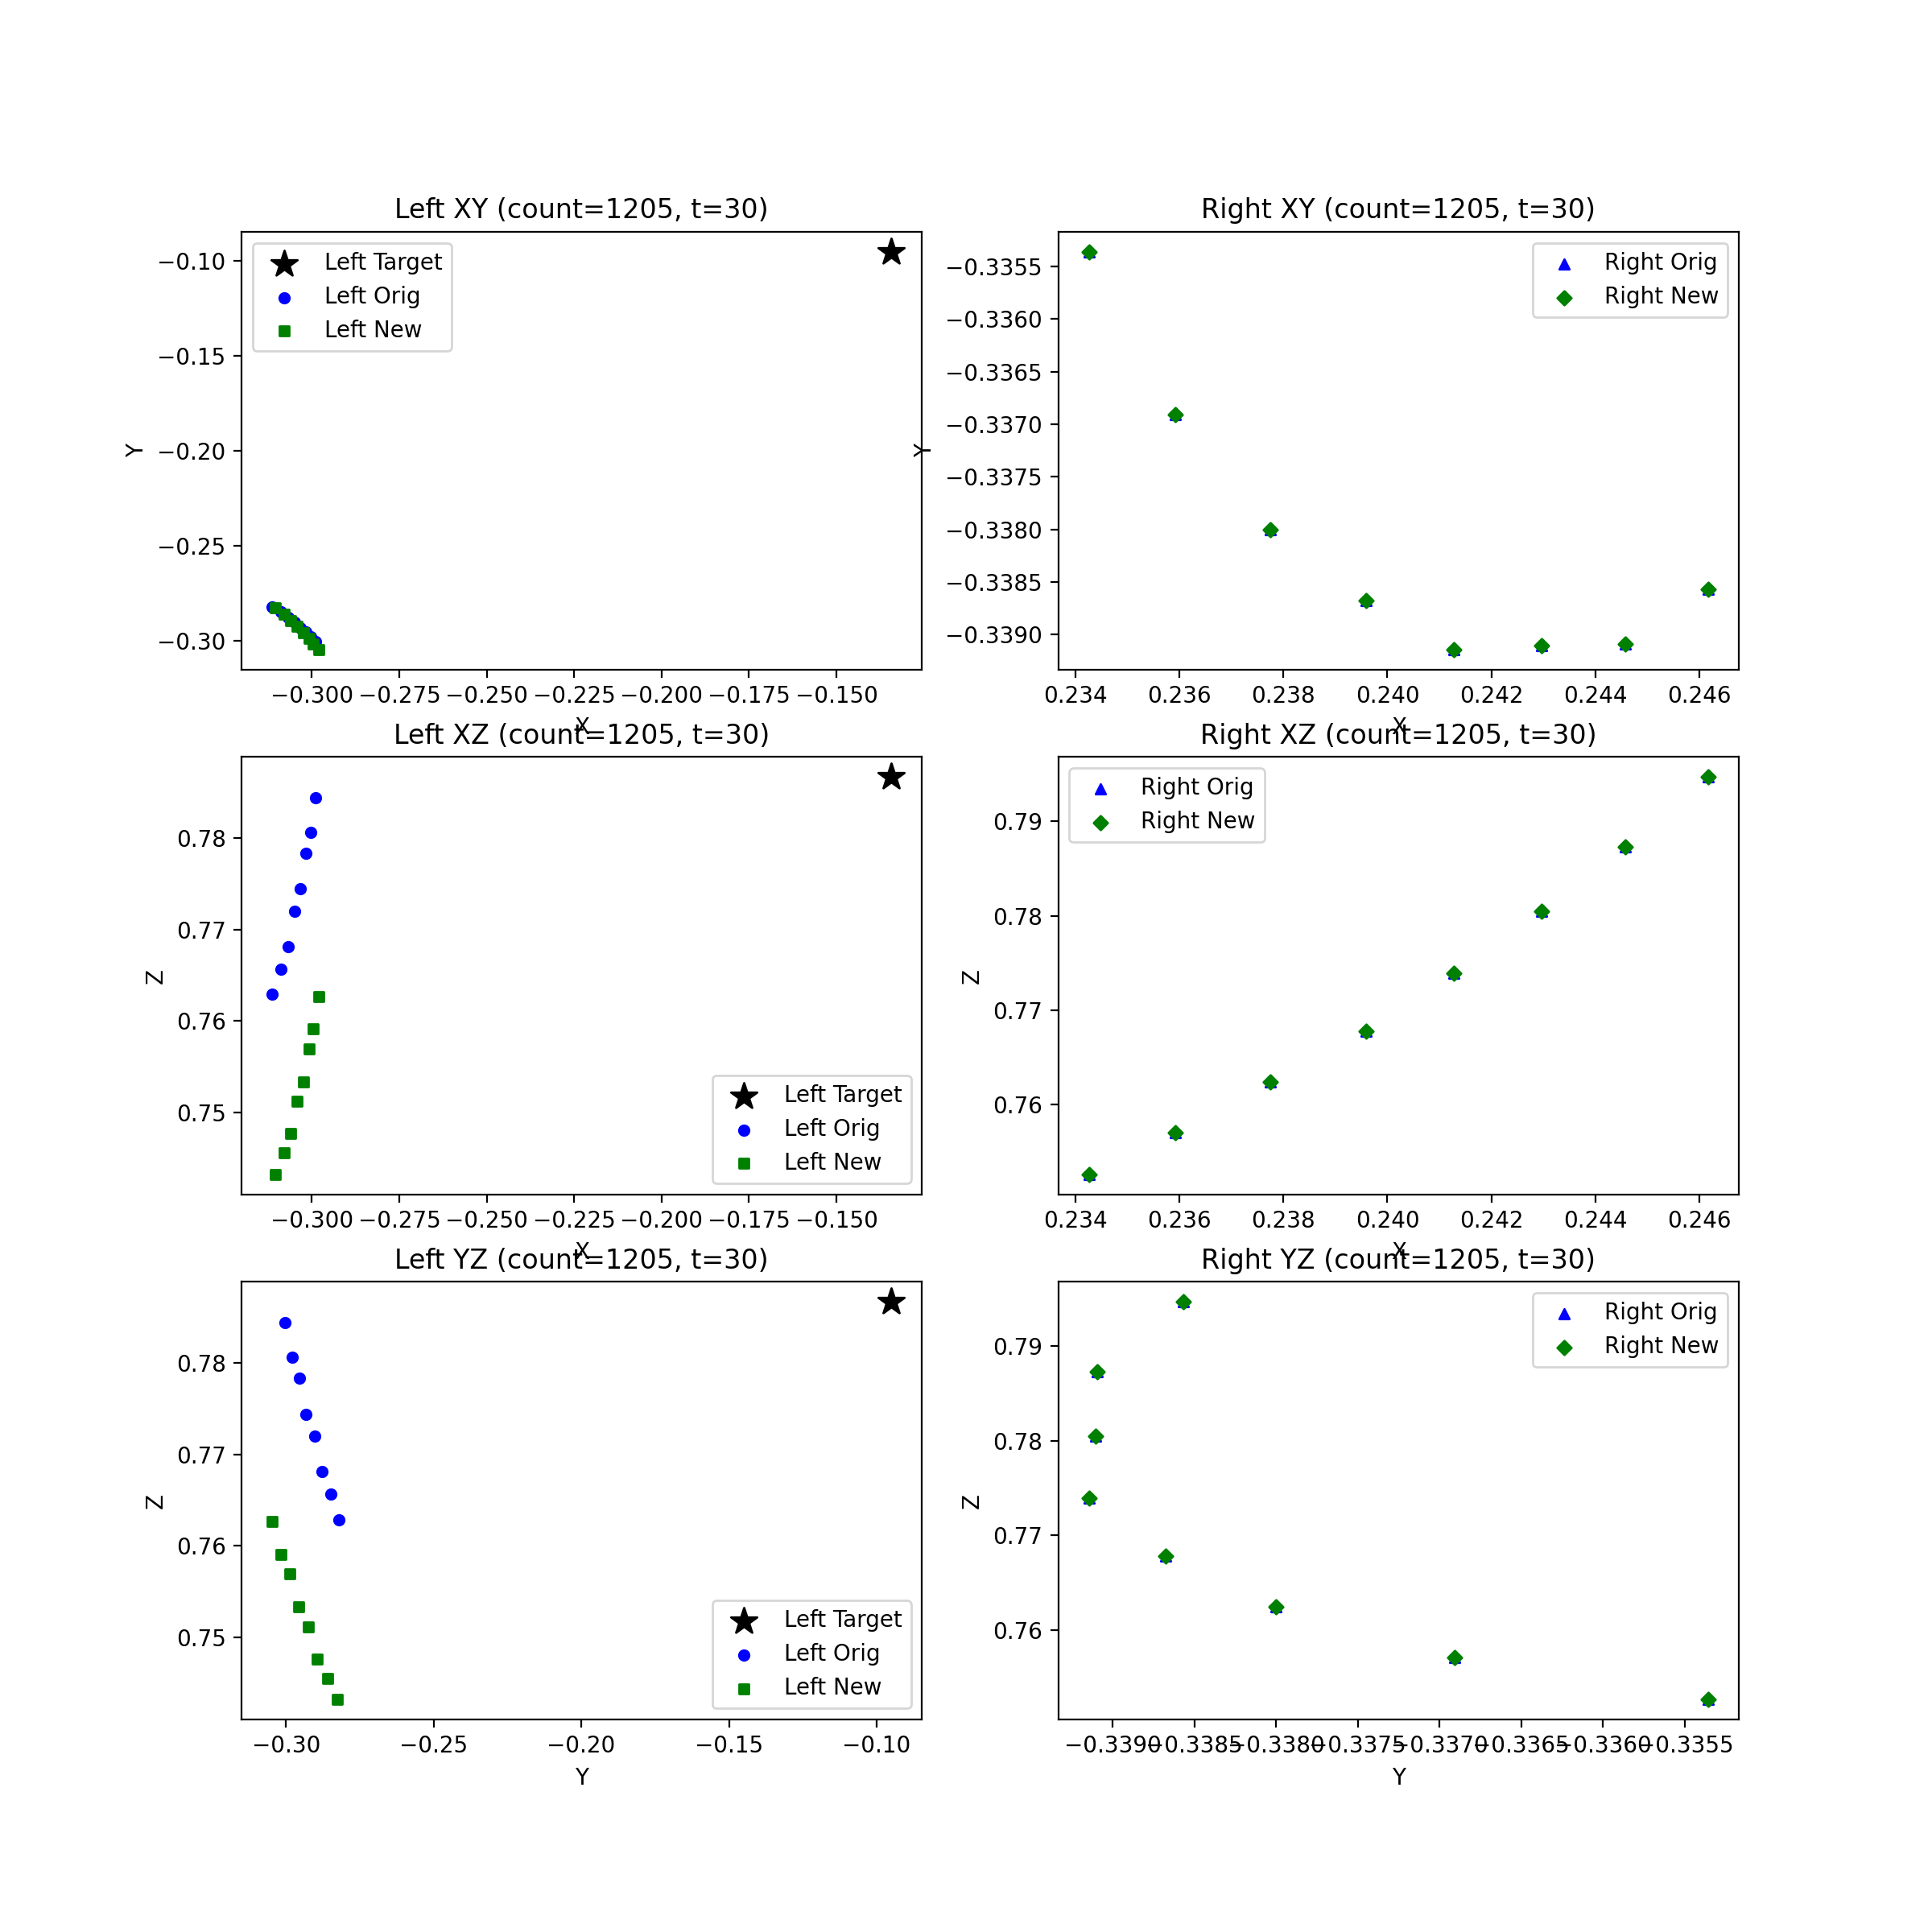 Left XY (count=1205, t=30)
Left Target
Left Orig
Left New
−0.10
−0.15
−0.20
−0.25
−0.30
Y
−0.300 −0.275 −0.250 −0.225 −0.200 −0.175 −0.150
X
Right XY (count=1205, t=30)
Right Orig
Right New
−0.3355
−0.3360
−0.3365
−0.3370
−0.3375
−0.3380
−0.3385
−0.3390
Y
0.234 0.236 0.238 0.240 0.242 0.244 0.246
X
Left XZ (count=1205, t=30)
0.78
0.77
0.76
0.75
Z
Left Target
Left Orig
Left New
−0.300 −0.275 −0.250 −0.225 −0.200 −0.175 −0.150
X
Right XZ (count=1205, t=30)
Right Orig
Right New
0.79
0.78
0.77
0.76
Z
0.234 0.236 0.238 0.240 0.242 0.244 0.246
X
Left YZ (count=1205, t=30)
0.78
0.77
0.76
0.75
Z
Left Target
Left Orig
Left New
−0.30 −0.25 −0.20 −0.15 −0.10
Y
Right YZ (count=1205, t=30)
Right Orig
Right New
0.79
0.78
0.77
0.76
Z
−0.3390 −0.3385 −0.3380 −0.3375 −0.3370 −0.3365 −0.3360 −0.3355
Y